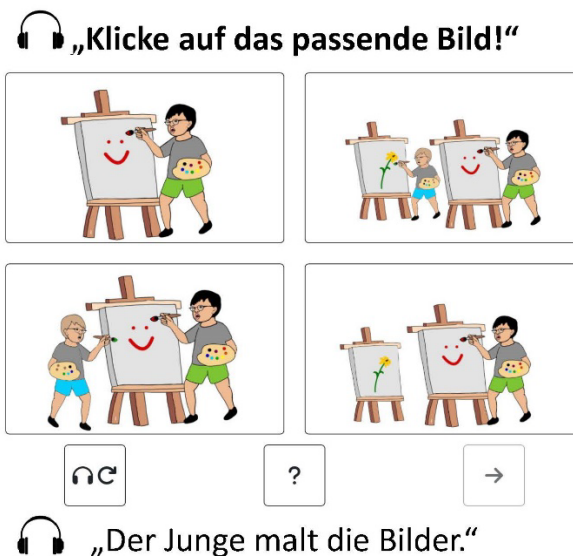 „Klicke auf das passende Bild!“
?
„Der Junge malt die Bilder.“